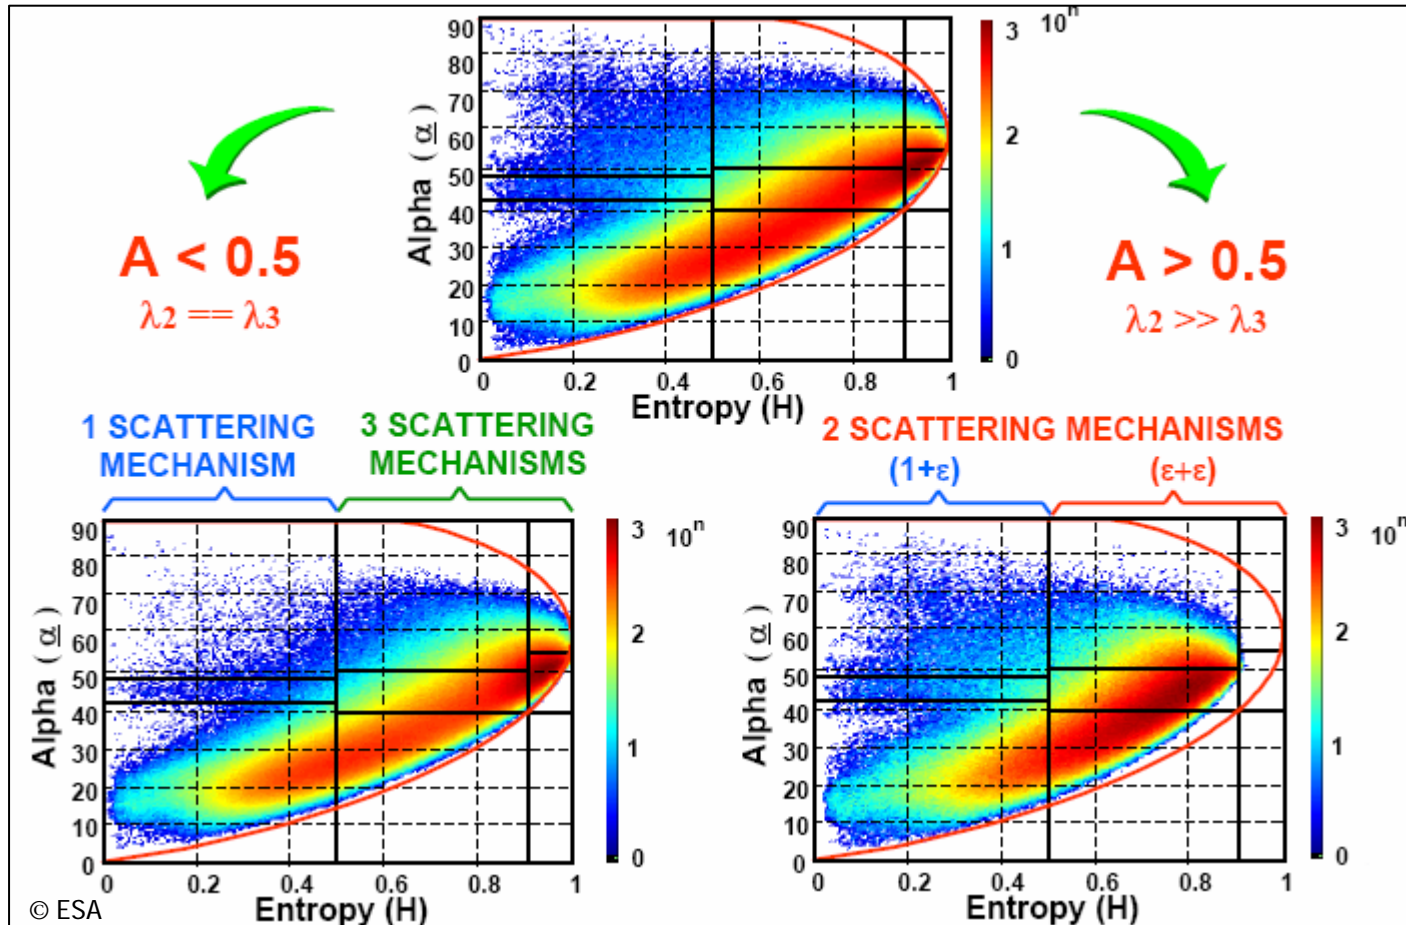 90
80
70
60
50
40
30
20
10
0
Alpha ( α )
0 0.2 0.4 0.6 0.8 1
Entropy (H)
3 10ⁿ
2
1
0
A < 0.5
λ2 == λ3
A > 0.5
λ2 >> λ3
1 SCATTERING
MECHANISM
3 SCATTERING
MECHANISMS
2 SCATTERING MECHANISMS
(1+ε) (ε+ε)
90
80
70
60
50
40
30
20
10
0
Alpha ( α )
0 0.2 0.4 0.6 0.8 1
Entropy (H)
3 10ⁿ
2
1
0
90
80
70
60
50
40
30
20
10
0
Alpha ( α )
0 0.2 0.4 0.6 0.8 1
Entropy (H)
3 10ⁿ
2
1
0
© ESA